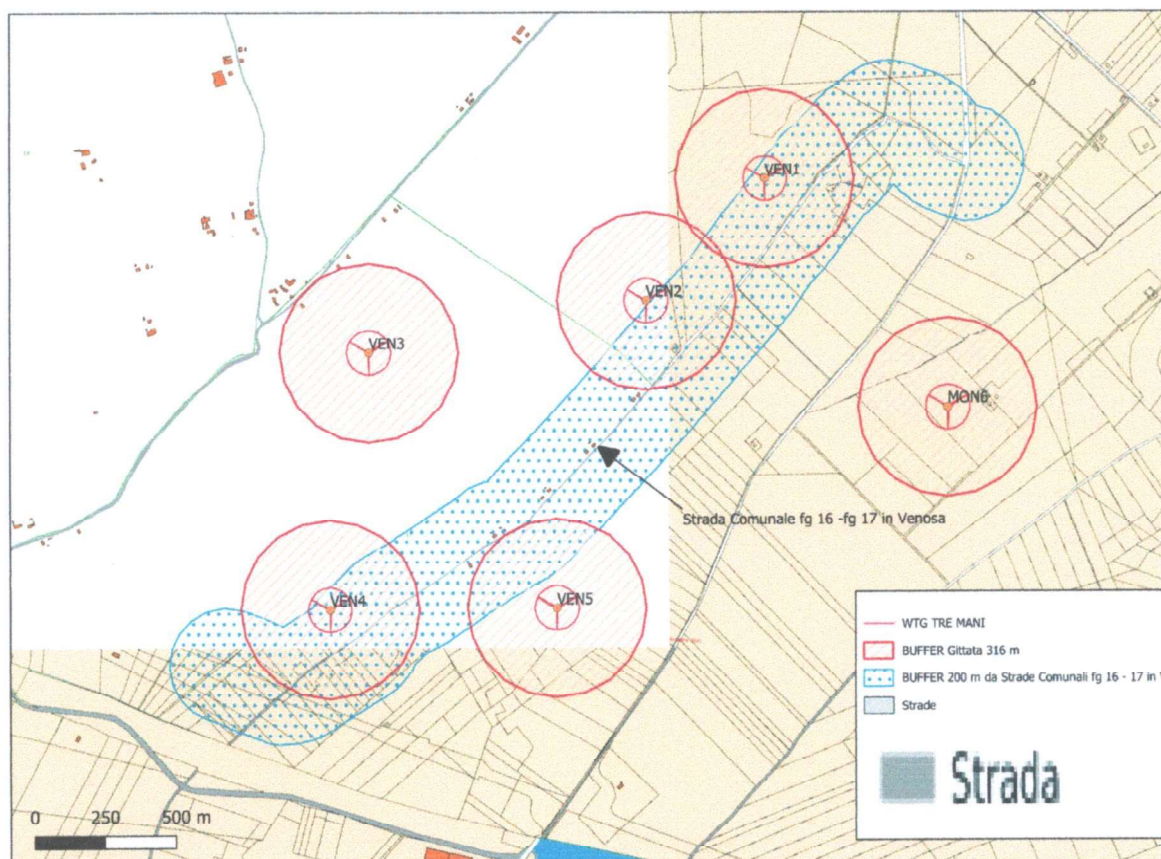 VEN1
VEN2
VEN3
MON6
Strada Comunale fg 16 -fg 17 in Venosa
VEN4
VEN5
WTG TRE MANI
BUFFER Gittata 316 m
BUFFER 200 m da Strade Comunali fg 16 - 17 in V
Strade
Strada
0 250 500 m